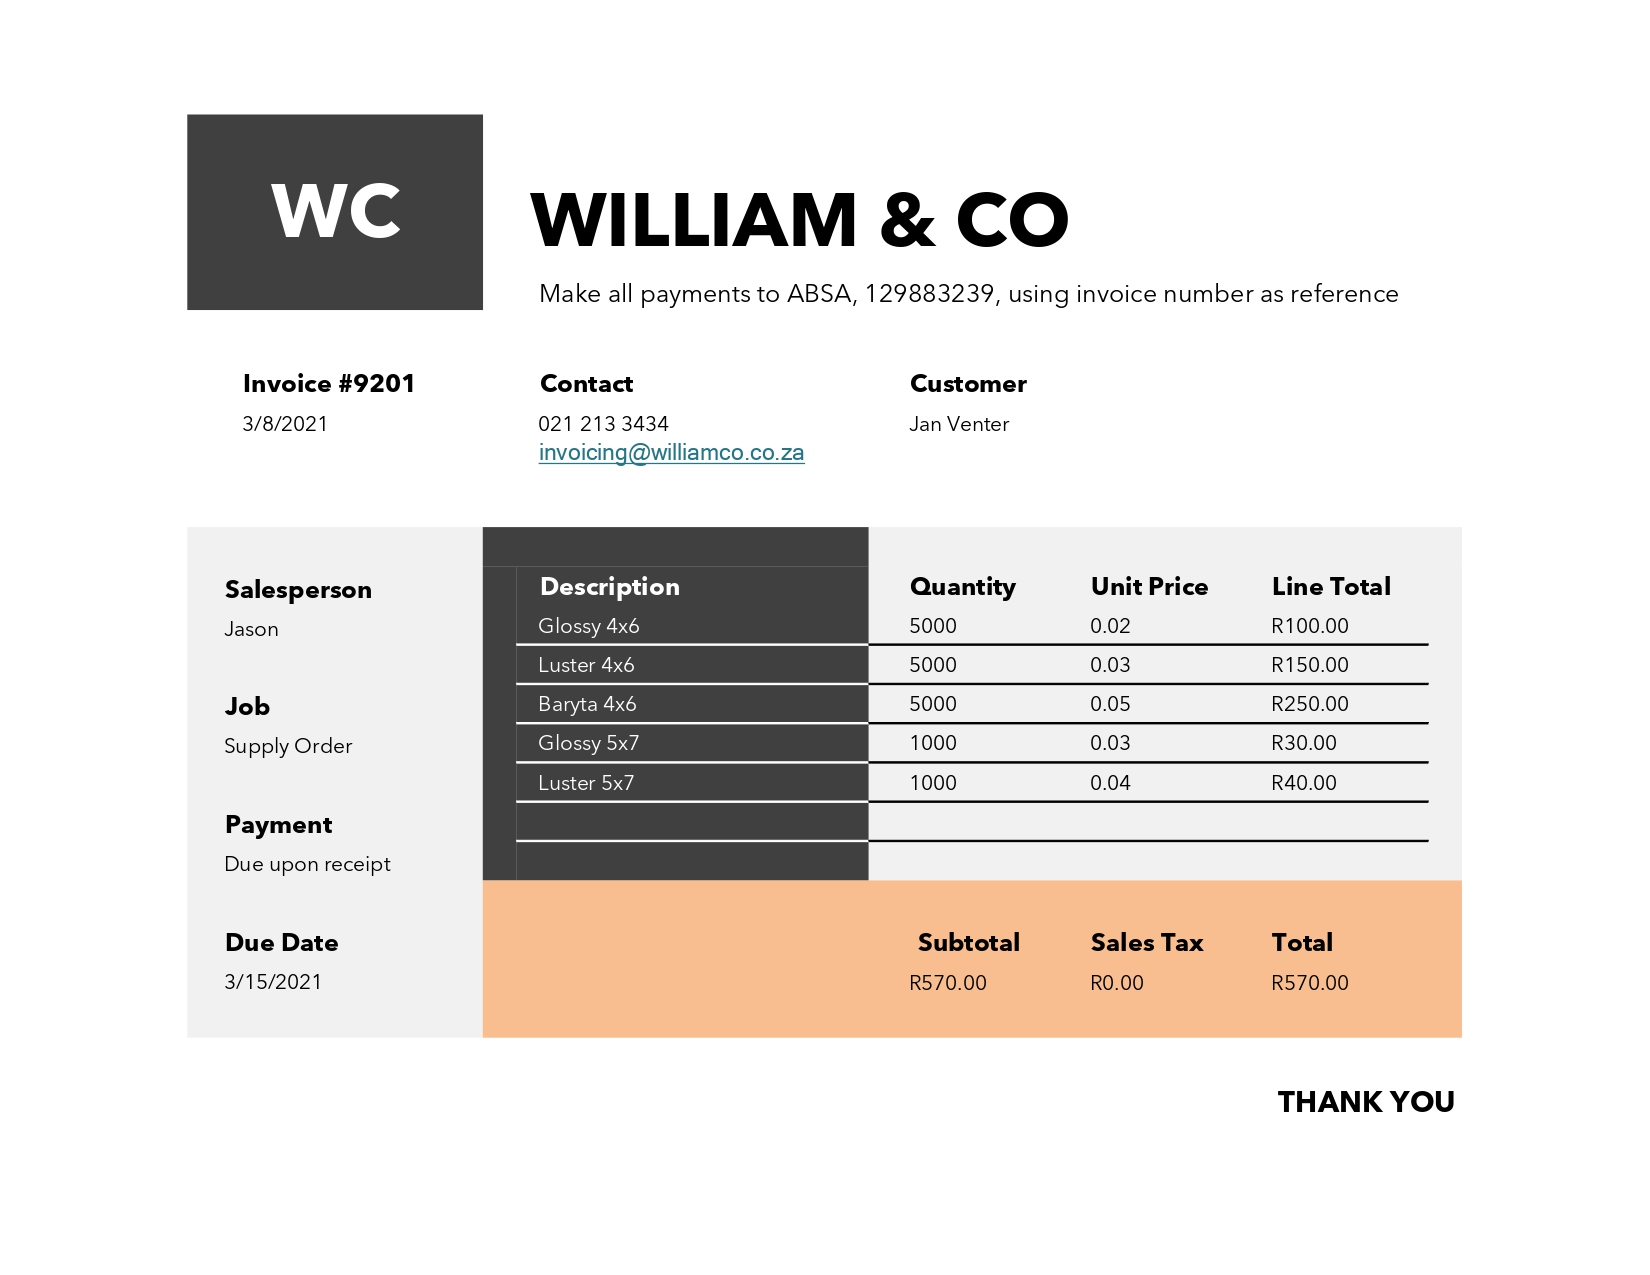 WC
WILLIAM & CO
Make all payments to ABSA, 129883239, using invoice number as reference
Invoice #9201 Contact Customer
3/8/2021 021 213 3434 Jan Venter
invoicing@williamco.co.za
Salesperson
Jason
Job
Supply Order
Payment
Due upon receipt
Due Date
3/15/2021
Description Quantity Unit Price Line Total
Glossy 4x6 5000 0.02 R100.00
Luster 4x6 5000 0.03 R150.00
Baryta 4x6 5000 0.05 R250.00
Glossy 5x7 1000 0.03 R30.00
Luster 5x7 1000 0.04 R40.00
Subtotal Sales Tax Total
R570.00 R0.00 R570.00
THANK YOU